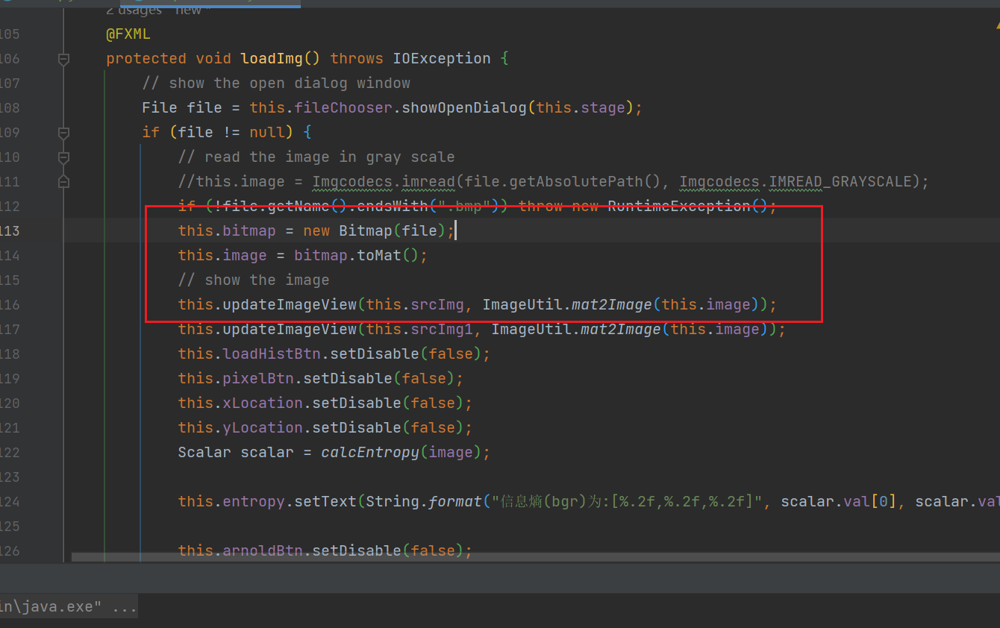 2 usages new *
105 @FXML
106 protected void loadImg() throws IOException {
107 // show the open dialog window
108 File file = this.fileChooser.showOpenDialog(this.stage);
109 if (file != null) {
110 // read the image in gray scale
111 //this.image = Imgcodecs.imread(file.getAbsolutePath(), Imgcodecs.IMREAD_GRAYSCALE);
112 if (!file.getName().endsWith(".bmp")) throw new RuntimeException();
113 this.bitmap = new Bitmap(file);
114 this.image = bitmap.toMat();
115 // show the image
116 this.updateImageView(this.srcImg, ImageUtil.mat2Image(this.image));
117 this.updateImageView(this.srcImg1, ImageUtil.mat2Image(this.image));
118 this.loadHistBtn.setDisable(false);
119 this.pixelBtn.setDisable(false);
120 this.xLocation.setDisable(false);
121 this.yLocation.setDisable(false);
122 Scalar scalar = calcEntropy(image);
123
124 this.entropy.setText(String.format("信息熵(bgr)为:[%.2f,%.2f,%.2f]", scalar.val[0], scalar.val
125
126 this.arnoldBtn.setDisable(false);
in\java.exe" ...